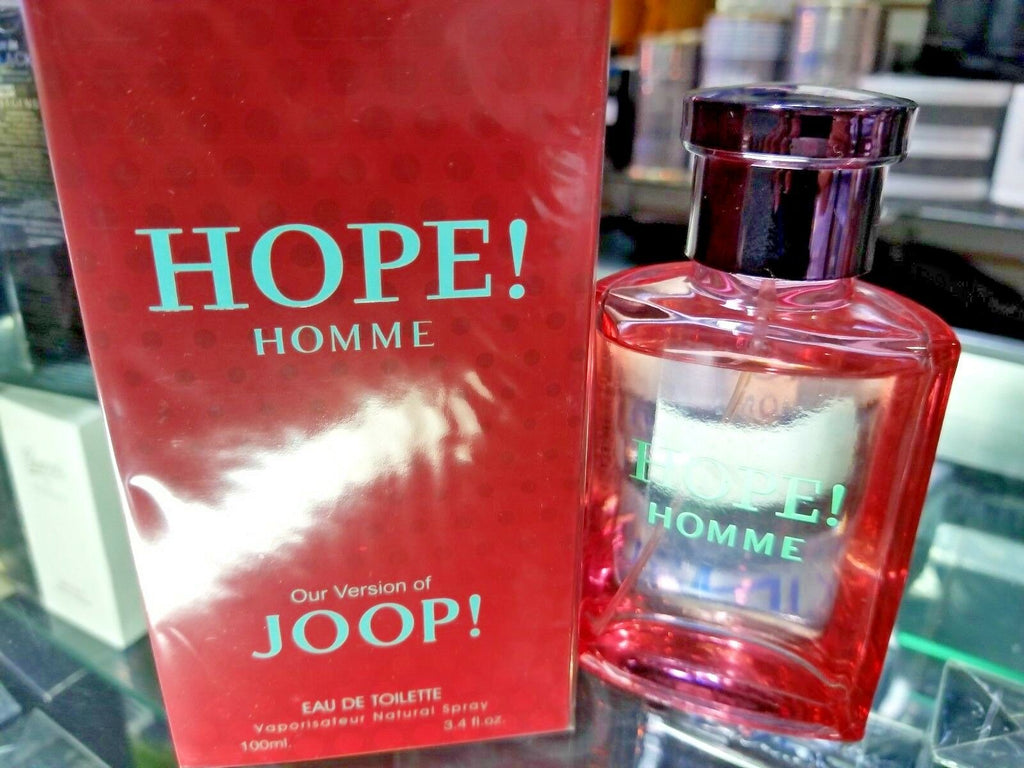 HOPE!
HOMME
Our Version of
JOOP!
EAU DE TOILETTE
Vaporisateur Natural Spray
100ml. 3.4 fl.oz.
HOPE!
HOMME